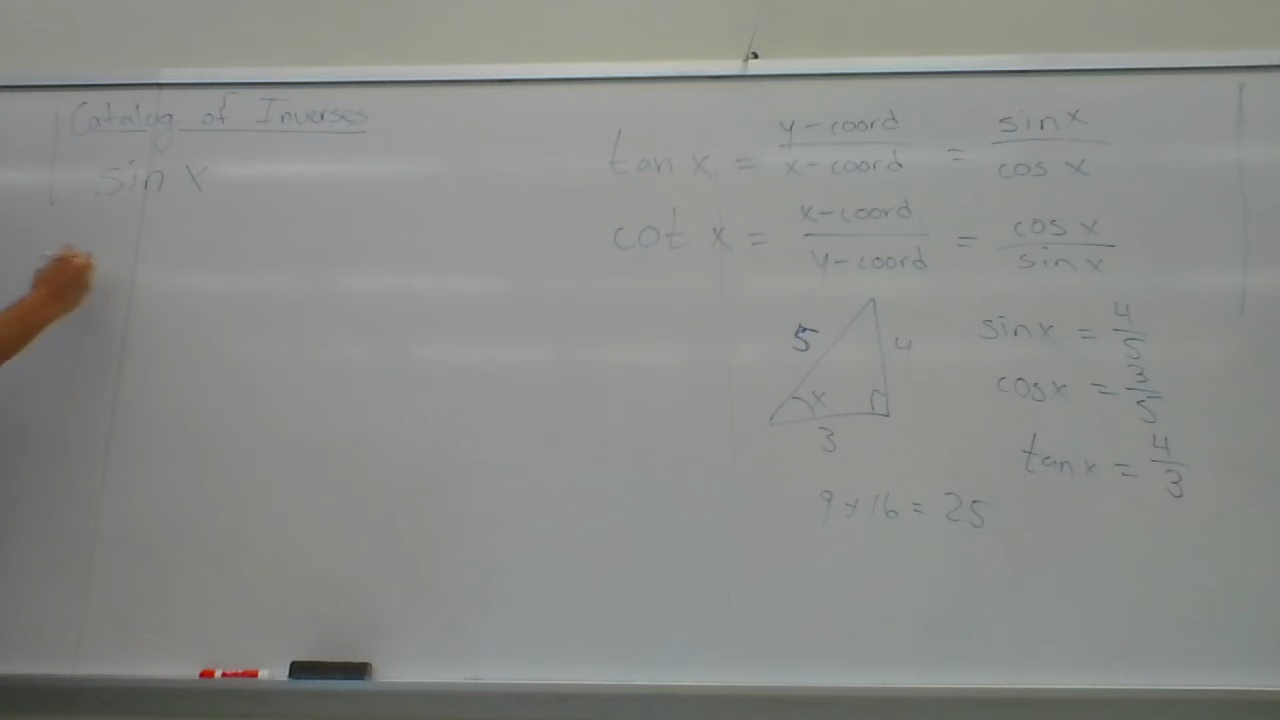 Catalog of Inverses
sin x
tan x = y-coord / x-coord = sin x / cos x
cot x = x-coord / y-coord = cos x / sin x
5
4
x
3
sin x = 4/5
cos x = 3/5
tan x = 4/3
9 + 16 = 25